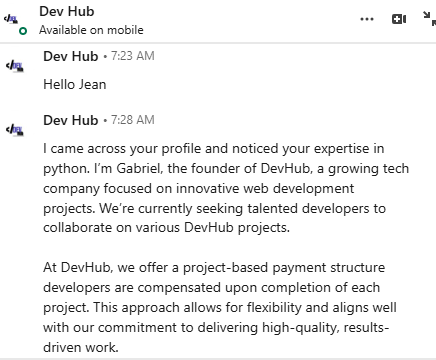 Dev Hub
Available on mobile
Dev Hub • 7:23 AM
Hello Jean
Dev Hub • 7:28 AM
I came across your profile and noticed your expertise in
python. I'm Gabriel, the founder of DevHub, a growing tech
company focused on innovative web development
projects. We're currently seeking talented developers to
collaborate on various DevHub projects.
At DevHub, we offer a project-based payment structure
developers are compensated upon completion of each
project. This approach allows for flexibility and aligns well
with our commitment to delivering high-quality, results-
driven work.